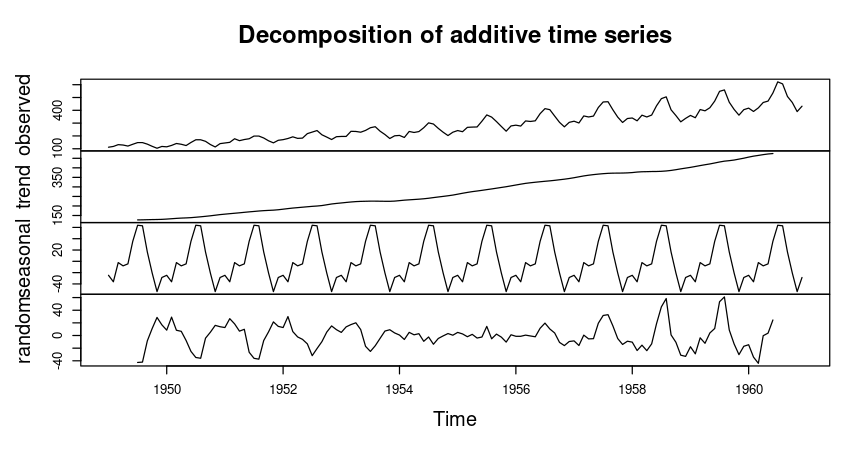 Decomposition of additive time series
observed
100
400
trend
150
350
seasonal
-40
20
random
-40
0
40
1950 1952 1954 1956 1958 1960
Time